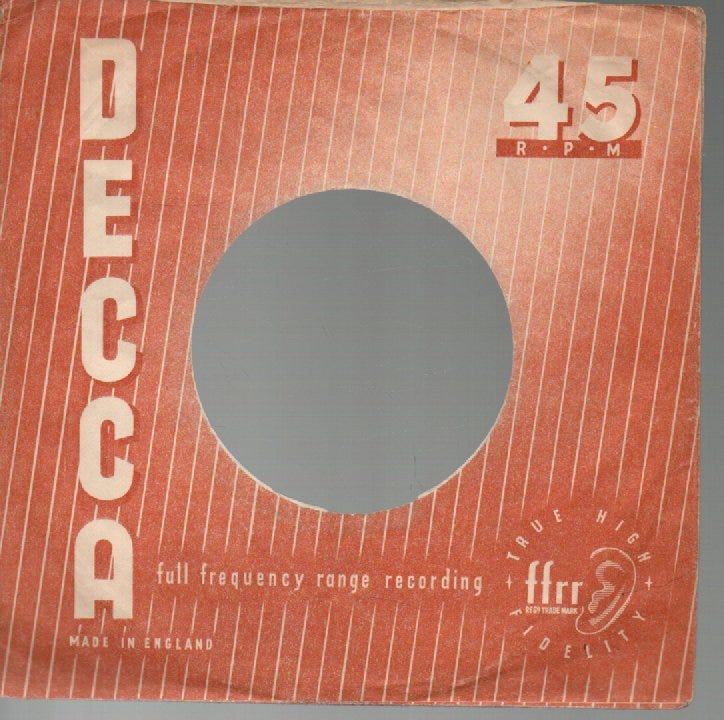 DECCA
45
R·P·M
full frequency range recording
TRUE HIGH
ffrr
REGD TRADE MARK
FIDELITY
MADE IN ENGLAND